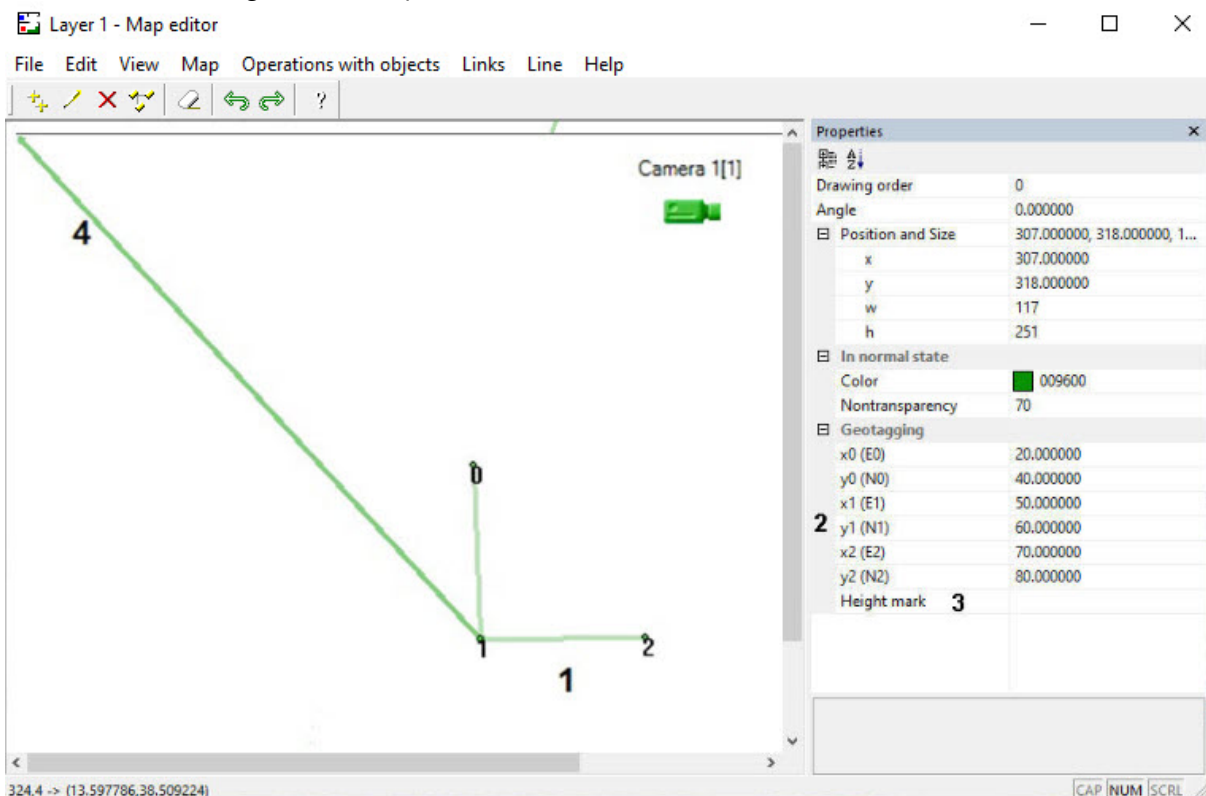 Layer 1 - Map editor
File Edit View Map Operations with objects Links Line Help
?
Properties
Camera 1[1]
Drawing order 0
Angle 0.000000
Position and Size 307.000000, 318.000000, 1...
x 307.000000
y 318.000000
w 117
h 251
In normal state
Color 009600
Nontransparency 70
Geotagging
x0 (E0) 20.000000
y0 (N0) 40.000000
x1 (E1) 50.000000
2 y1 (N1) 60.000000
x2 (E2) 70.000000
y2 (N2) 80.000000
Height mark 3
4
0
1
2
1
324.4 -> (13.597786,38.509224)
CAP NUM SCRL